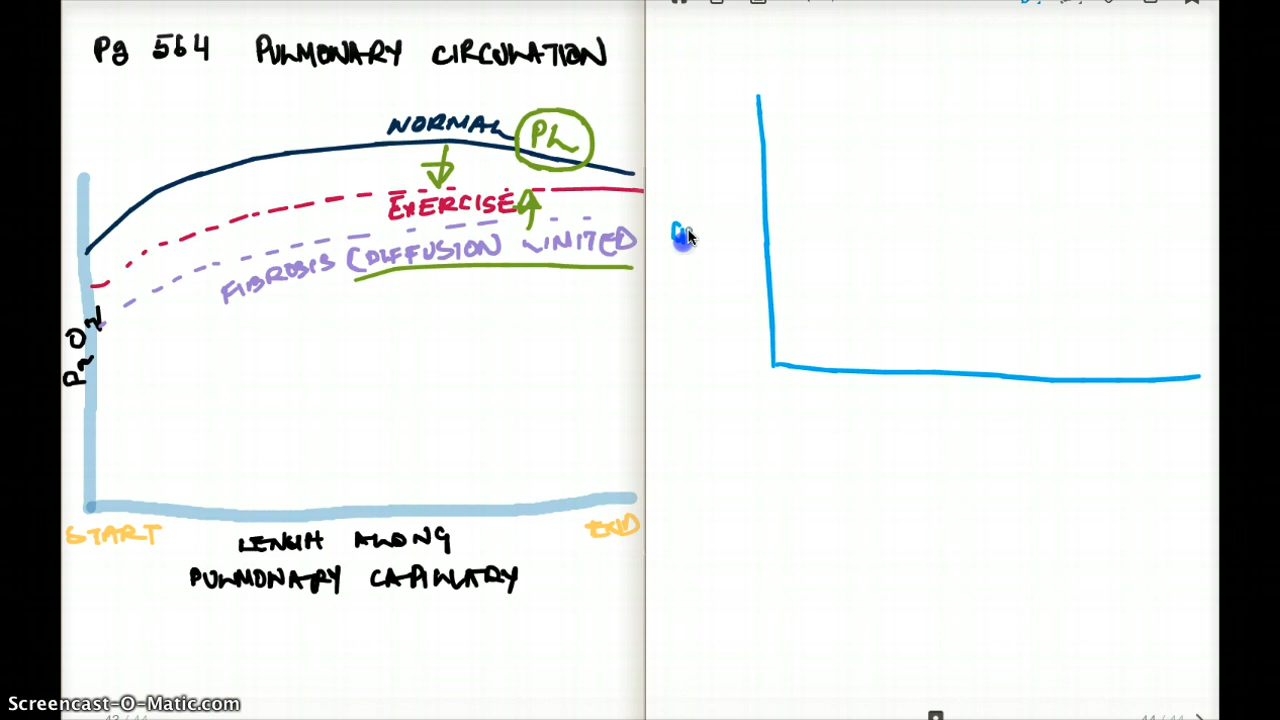 Pg 564 PULMONARY CIRCULATION
NORMAL PL
EXERCISE
FIBROSIS (DIFFUSION LIMITED
PaO2
START END
LENGTH ALONG
PULMONARY CAPILLARY
Screencast-O-Matic.com